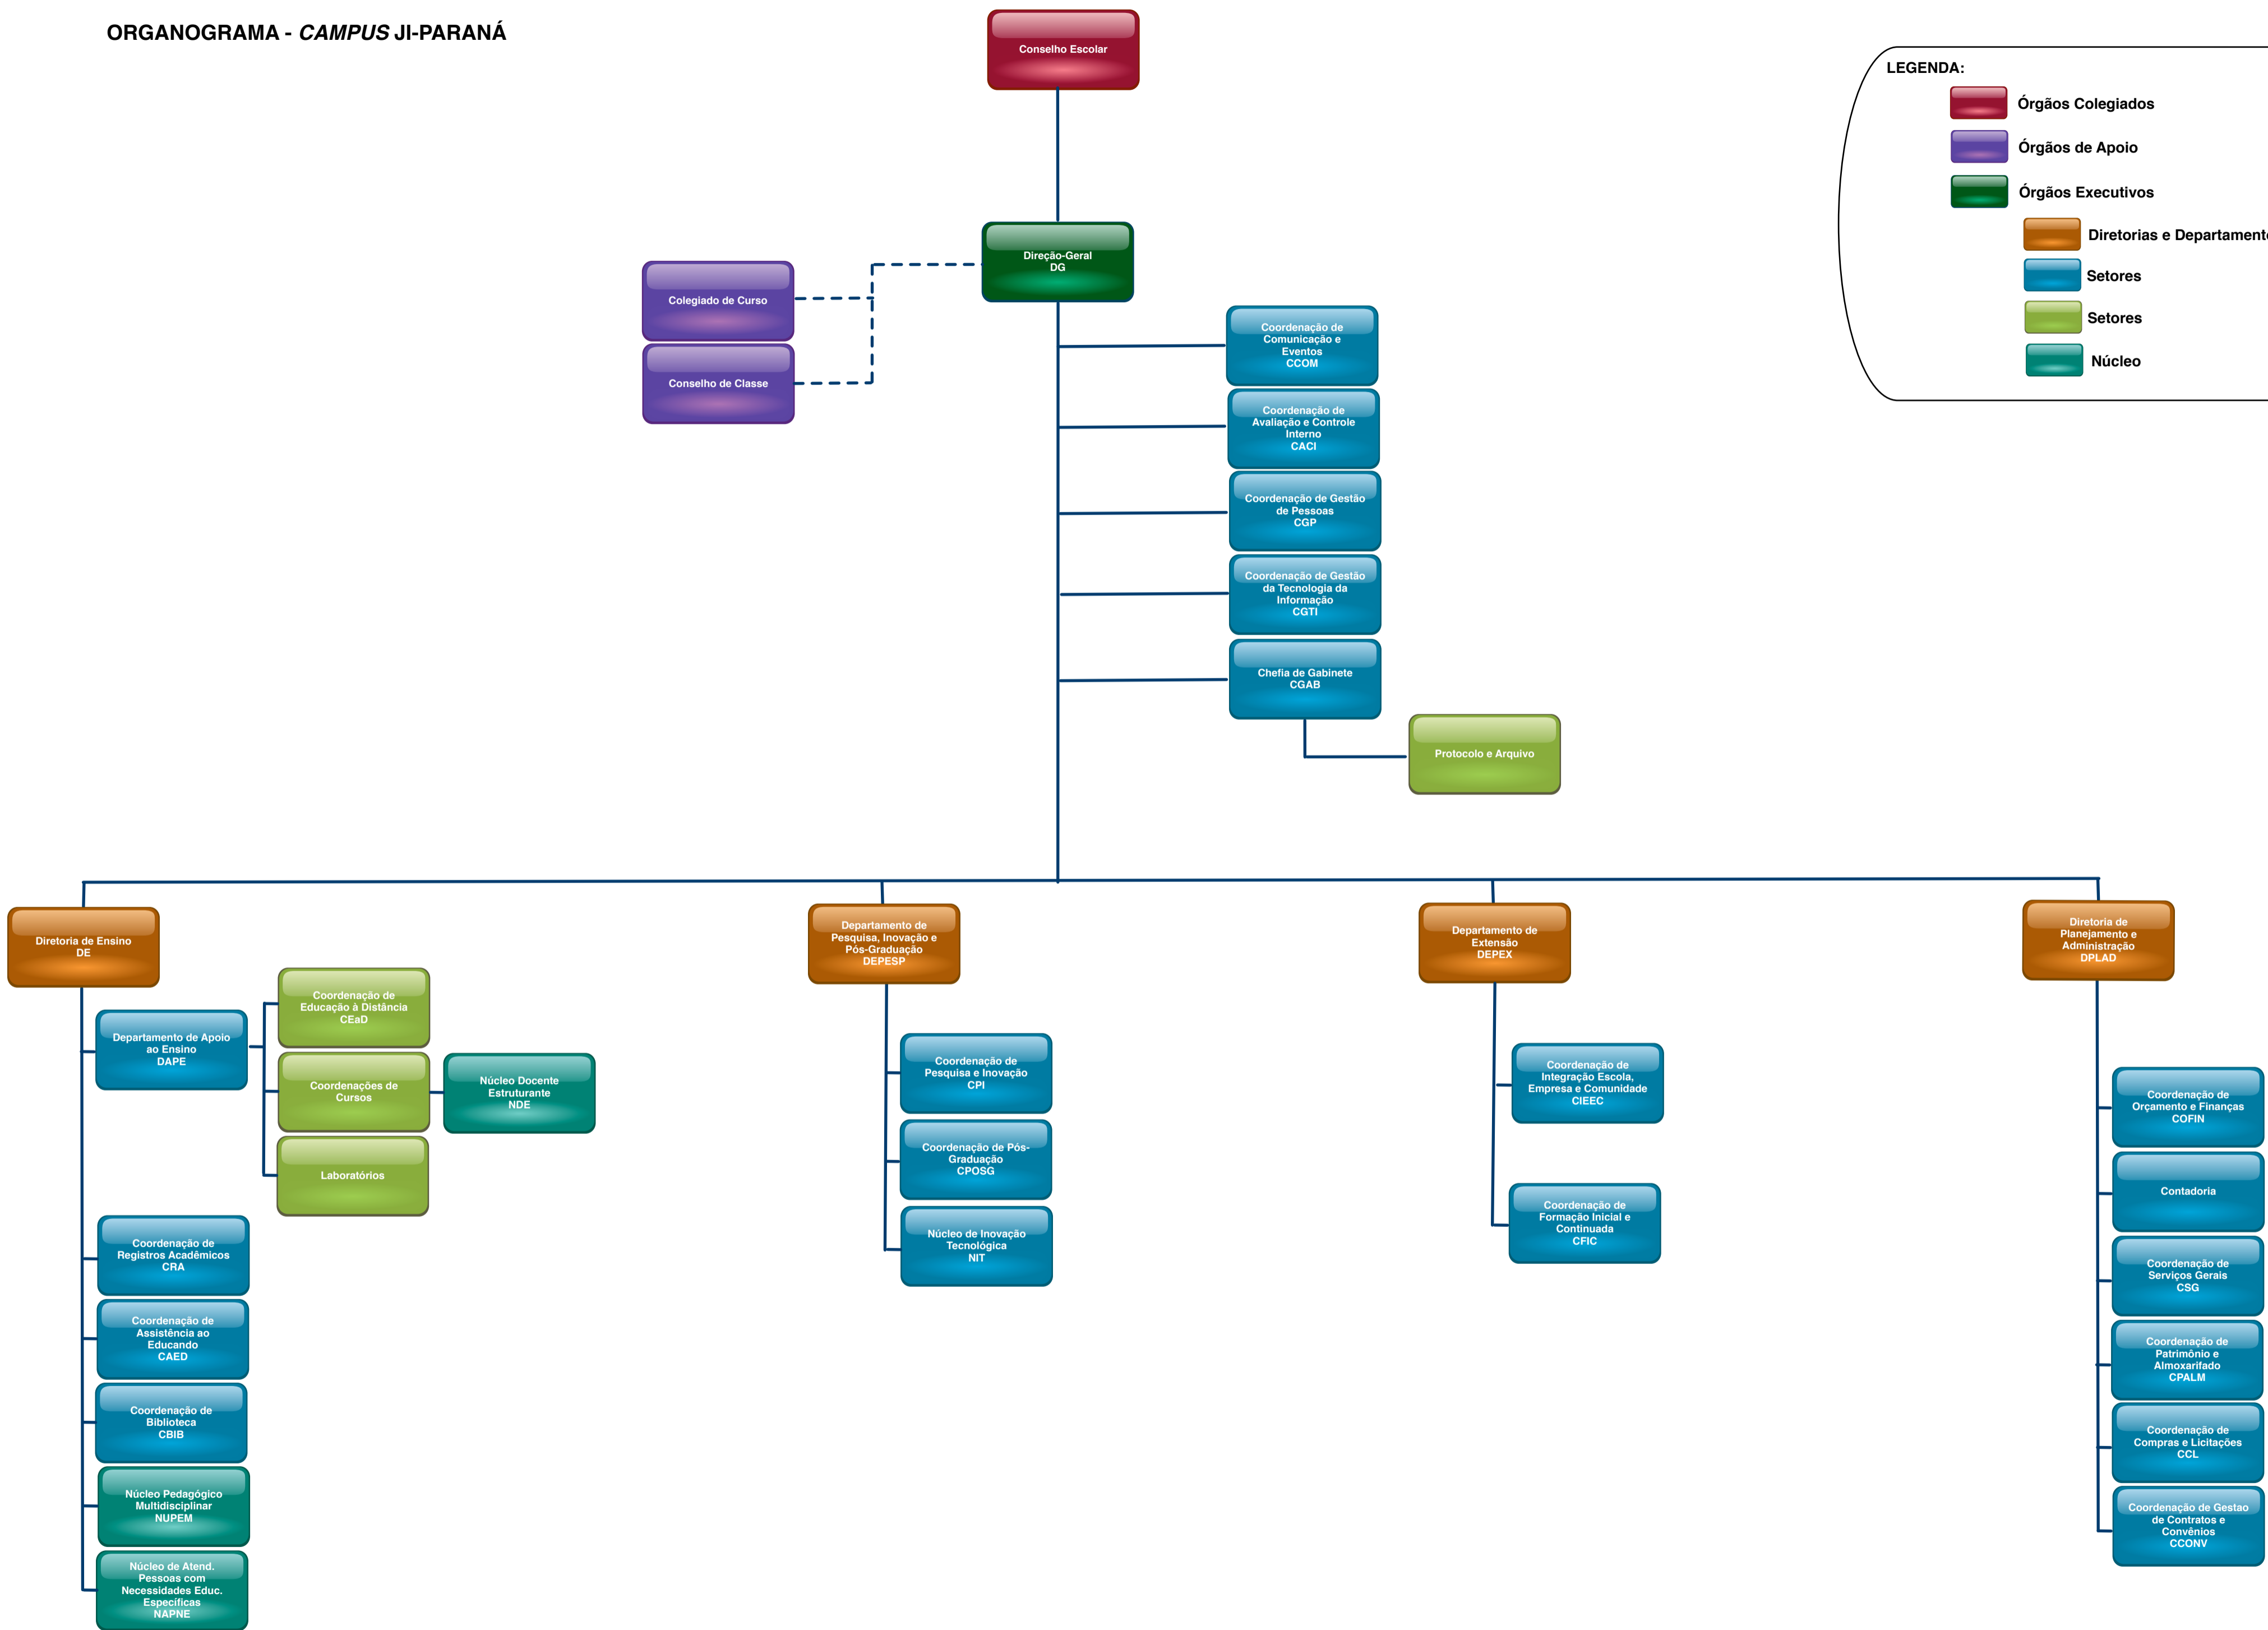 ORGANOGRAMA - CAMPUS JI-PARANÁ
Conselho Escolar
LEGENDA:
Órgãos Colegiados
Órgãos de Apoio
Órgãos Executivos
Diretorias e Departament
Setores
Setores
Núcleo
Direção-Geral
DG
Colegiado de Curso
Conselho de Classe
Coordenação de
Comunicação e
Eventos
CCOM
Coordenação de
Avaliação e Controle
Interno
CACI
Coordenação de Gestão
de Pessoas
CGP
Coordenação de Gestão
da Tecnologia da
Informação
CGTI
Chefia de Gabinete
CGAB
Protocolo e Arquivo
Diretoria de Ensino
DE
Departamento de Apoio
ao Ensino
DAPE
Coordenação de
Educação à Distância
CEaD
Coordenações de
Cursos
Núcleo Docente
Estruturante
NDE
Laboratórios
Coordenação de
Registros Acadêmicos
CRA
Coordenação de
Assistência ao
Educando
CAED
Coordenação de
Biblioteca
CBIB
Núcleo Pedagógico
Multidisciplinar
NUPEM
Núcleo de Atend.
Pessoas com
Necessidades Educ.
Específicas
NAPNE
Departamento de
Pesquisa, Inovação e
Pós-Graduação
DEPESP
Coordenação de
Pesquisa e Inovação
CPI
Coordenação de Pós-
Graduação
CPOSG
Núcleo de Inovação
Tecnológica
NIT
Departamento de
Extensão
DEPEX
Coordenação de
Integração Escola,
Empresa e Comunidade
CIEEC
Coordenação de
Formação Inicial e
Continuada
CFIC
Diretoria de
Planejamento e
Administração
DPLAD
Coordenação de
Orçamento e Finanças
COFIN
Contadoria
Coordenação de
Serviços Gerais
CSG
Coordenação de
Patrimônio e
Almoxarifado
CPALM
Coordenação de
Compras e Licitações
CCL
Coordenação de Gestao
de Contratos e
Convênios
CCONV